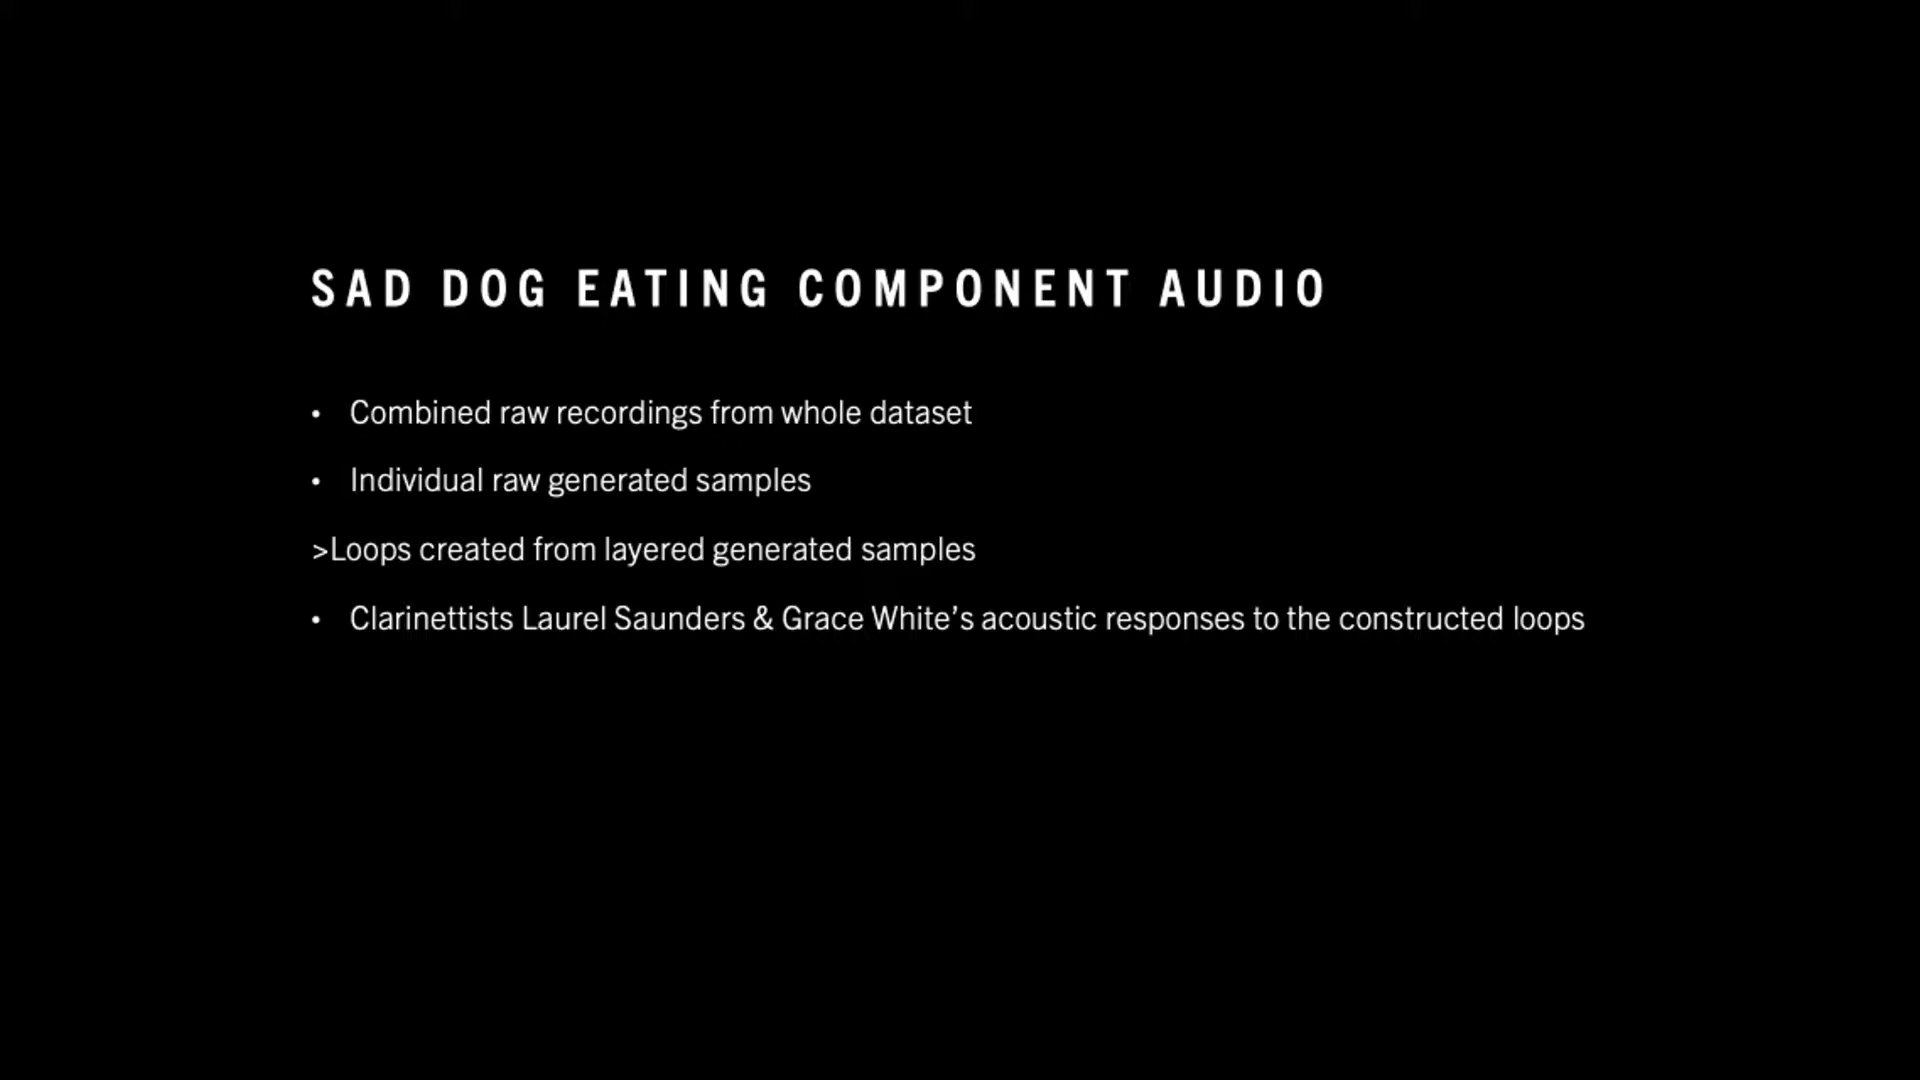 SAD DOG EATING COMPONENT AUDIO
• Combined raw recordings from whole dataset
• Individual raw generated samples
>Loops created from layered generated samples
• Clarinettists Laurel Saunders & Grace White’s acoustic responses to the constructed loops